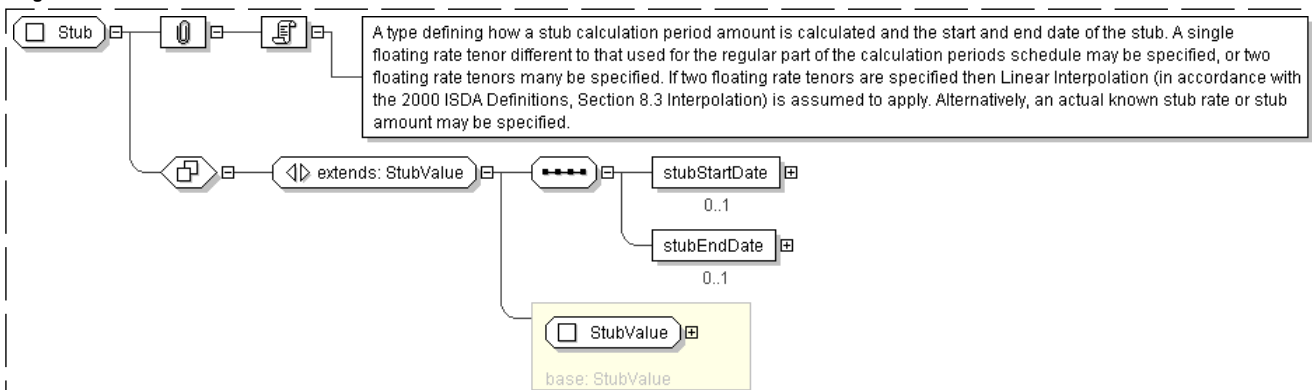 Stub
A type defining how a stub calculation period amount is calculated and the start and end date of the stub. A single
floating rate tenor different to that used for the regular part of the calculation periods schedule may be specified, or two
floating rate tenors many be specified. If two floating rate tenors are specified then Linear Interpolation (in accordance with
the 2000 ISDA Definitions, Section 8.3 Interpolation) is assumed to apply. Alternatively, an actual known stub rate or stub
amount may be specified.
extends: StubValue
stubStartDate
0..1
stubEndDate
0..1
StubValue
base: StubValue